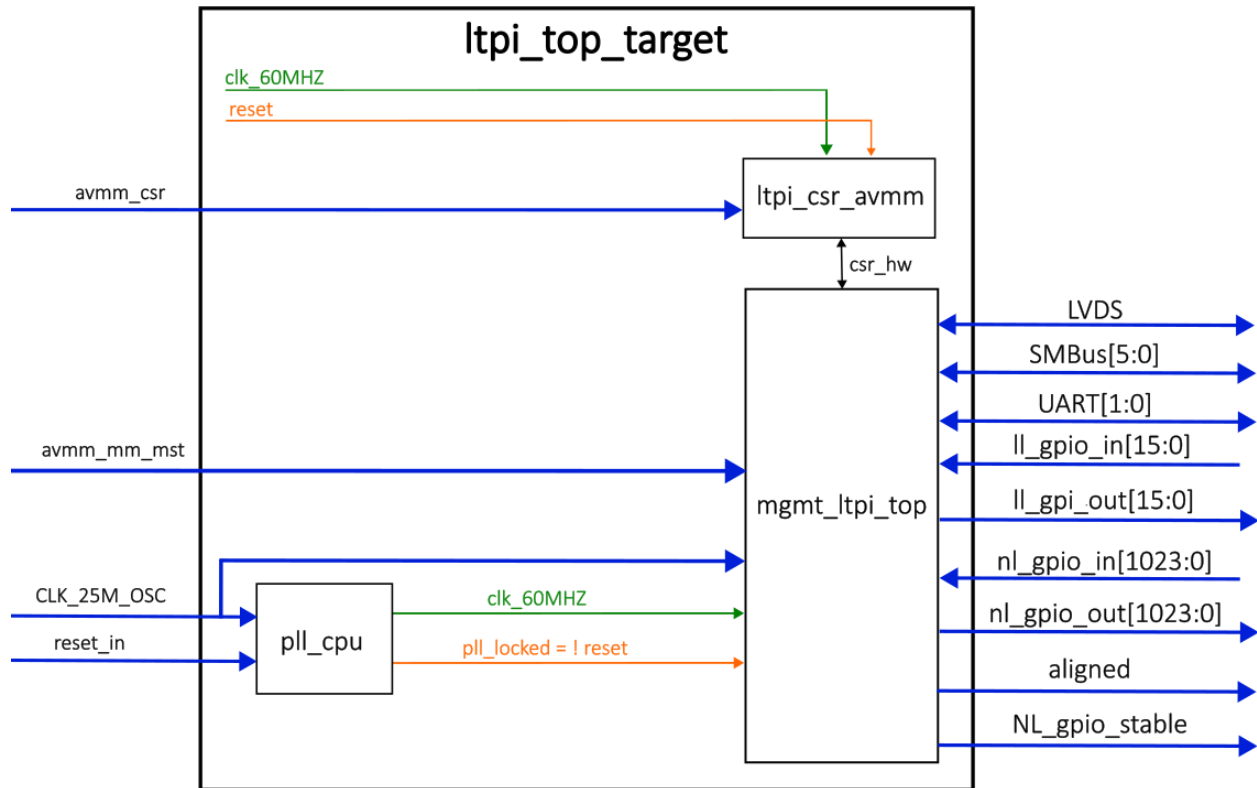 ltpi_top_target
clk_60MHZ
reset
avmm_csr
ltpi_csr_avmm
csr_hw
LVDS
SMBus[5:0]
UART[1:0]
ll_gpio_in[15:0]
avmm_mm_mst
mgmt_ltpi_top
ll_gpi_out[15:0]
nl_gpio_in[1023:0]
CLK_25M_OSC
clk_60MHZ
nl_gpio_out[1023:0]
reset_in
pll_cpu
pll_locked = ! reset
aligned
NL_gpio_stable